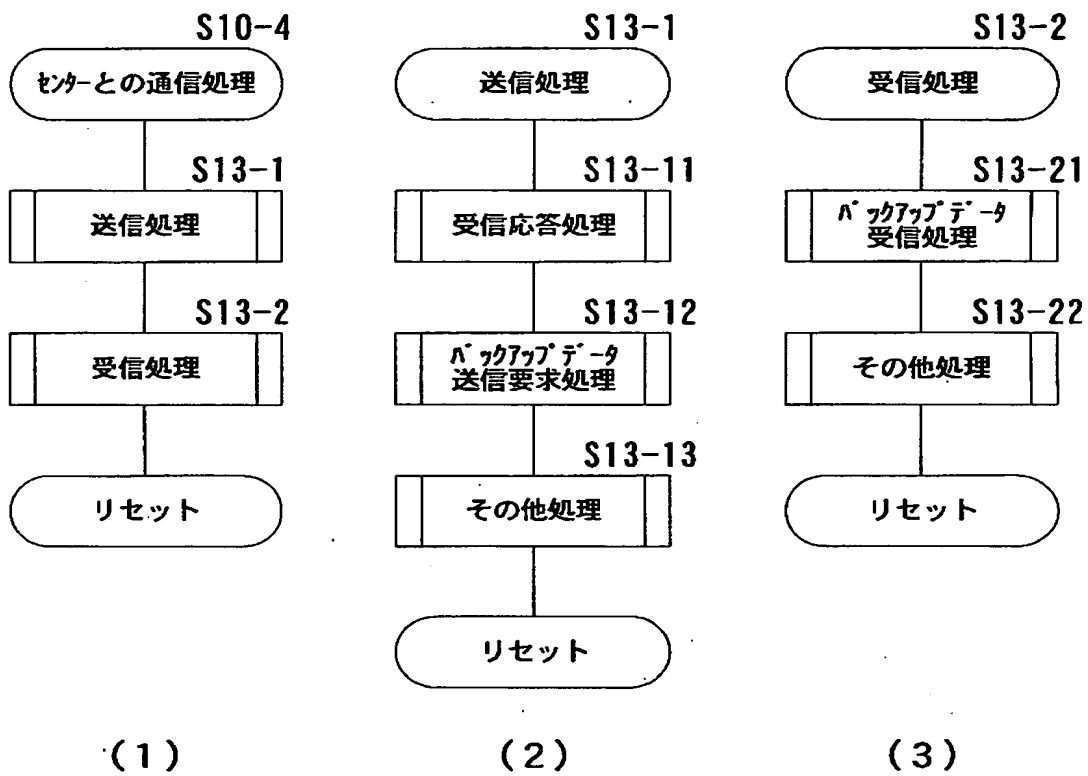 S10-4
センターとの通信処理
S13-1
送信処理
S13-2
受信処理
リセット
(1)
S13-1
送信処理
S13-11
受信応答処理
S13-12
バックアップデータ
送信要求処理
S13-13
その他処理
リセット
(2)
S13-2
受信処理
S13-21
バックアップデータ
受信処理
S13-22
その他処理
リセット
(3)